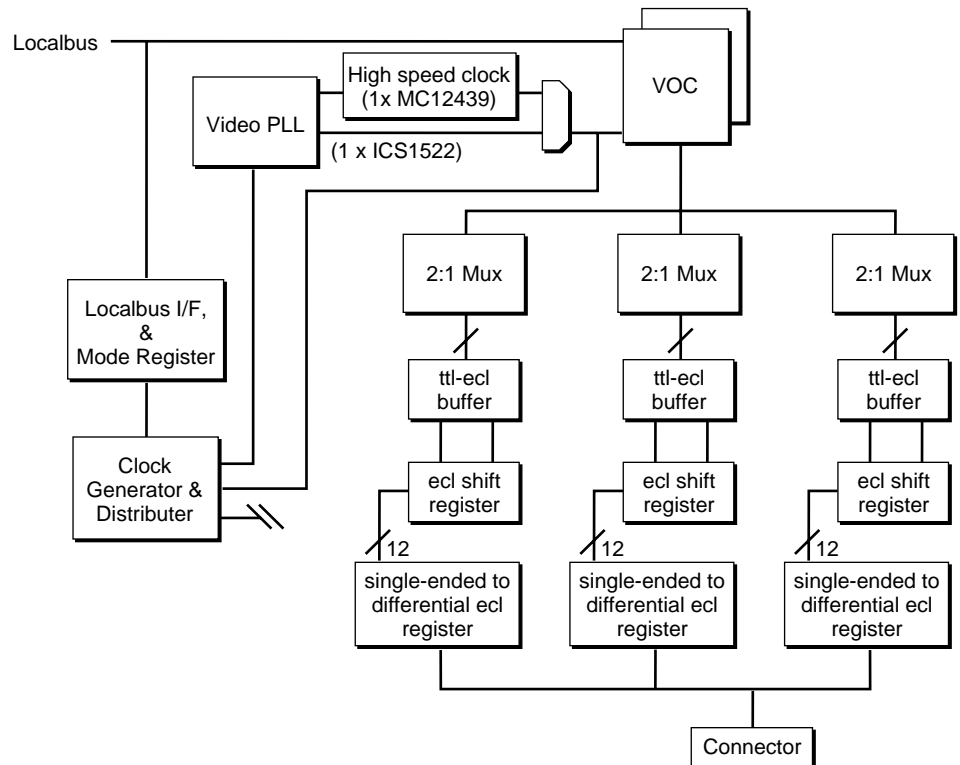 Localbus
High speed clock
(1x MC12439)
VOC
Video PLL
(1 x ICS1522)
2:1 Mux
2:1 Mux
2:1 Mux
Localbus I/F,
&
Mode Register
ttl-ecl
buffer
ttl-ecl
buffer
ttl-ecl
buffer
Clock
Generator &
Distributer
ecl shift
register
ecl shift
register
ecl shift
register
12
12
12
single-ended to
differential ecl
register
single-ended to
differential ecl
register
single-ended to
differential ecl
register
Connector